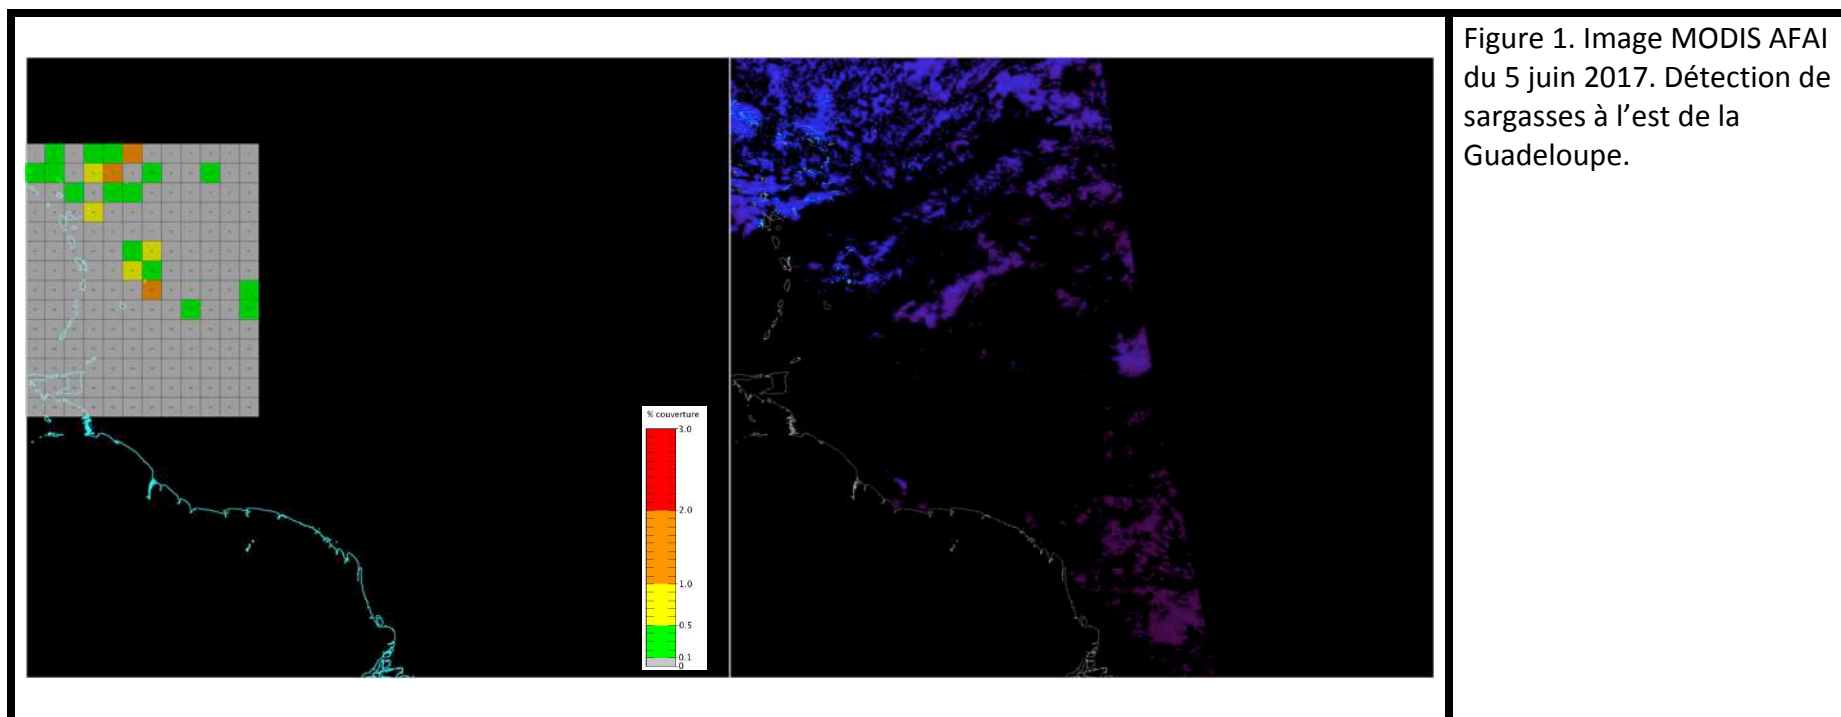 Figure 1. Image MODIS AFAI
du 5 juin 2017. Détection de
sargasses à l’est de la
Guadeloupe.
% couverture
3.0
2.0
1.0
0.5
0.1
0